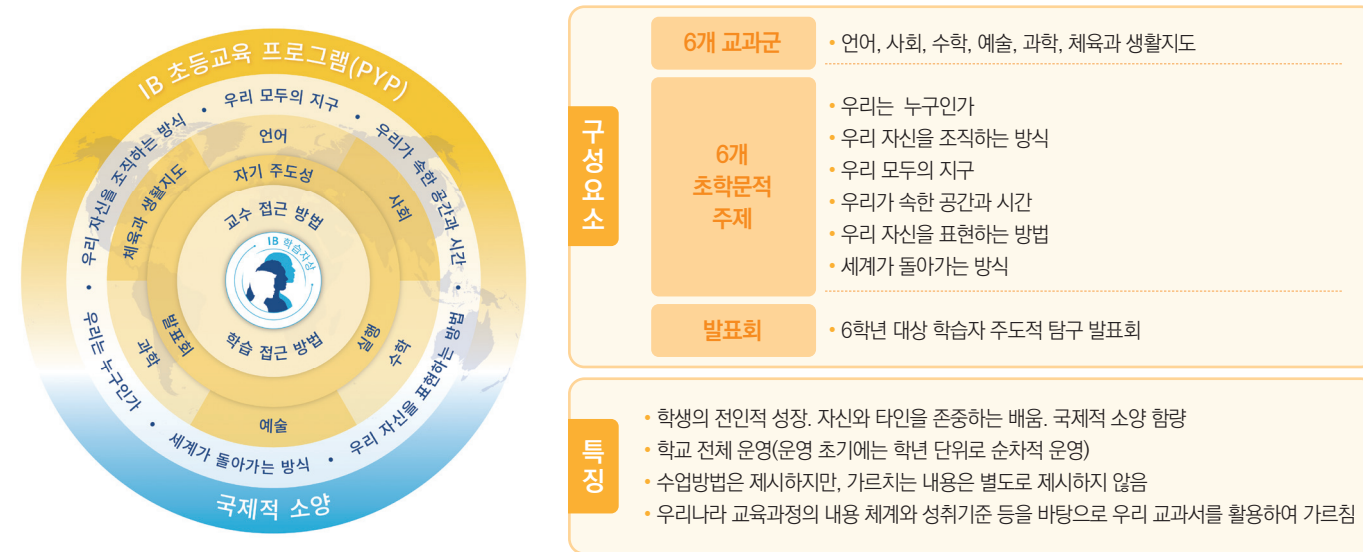 IB 초등교육 프로그램(PYP)
우리 모두의 지구
우리가 속한 공간과 시간
우리 자신을 표현하는 방법
세계가 돌아가는 방식
우리는 누구인가
우리 자신을 조직하는 방식
언어
사회
수학
예술
과학
체육과 생활지도
자기 주도성
실행
발표회
교수 접근 방법
IB 학습자상
학습 접근 방법
국제적 소양
구성요소
6개 교과군
• 언어, 사회, 수학, 예술, 과학, 체육과 생활지도
6개
초학문적
주제
• 우리는 누구인가
• 우리 자신을 조직하는 방식
• 우리 모두의 지구
• 우리가 속한 공간과 시간
• 우리 자신을 표현하는 방법
• 세계가 돌아가는 방식
발표회
• 6학년 대상 학습자 주도적 탐구 발표회
특징
• 학생의 전인적 성장. 자신와 타인을 존중하는 배움. 국제적 소양 함량
• 학교 전체 운영(운영 초기에는 학년 단위로 순차적 운영)
• 수업방법은 제시하지만, 가르치는 내용은 별도로 제시하지 않음
• 우리나라 교육과정의 내용 체계와 성취기준 등을 바탕으로 우리 교과서를 활용하여 가르침